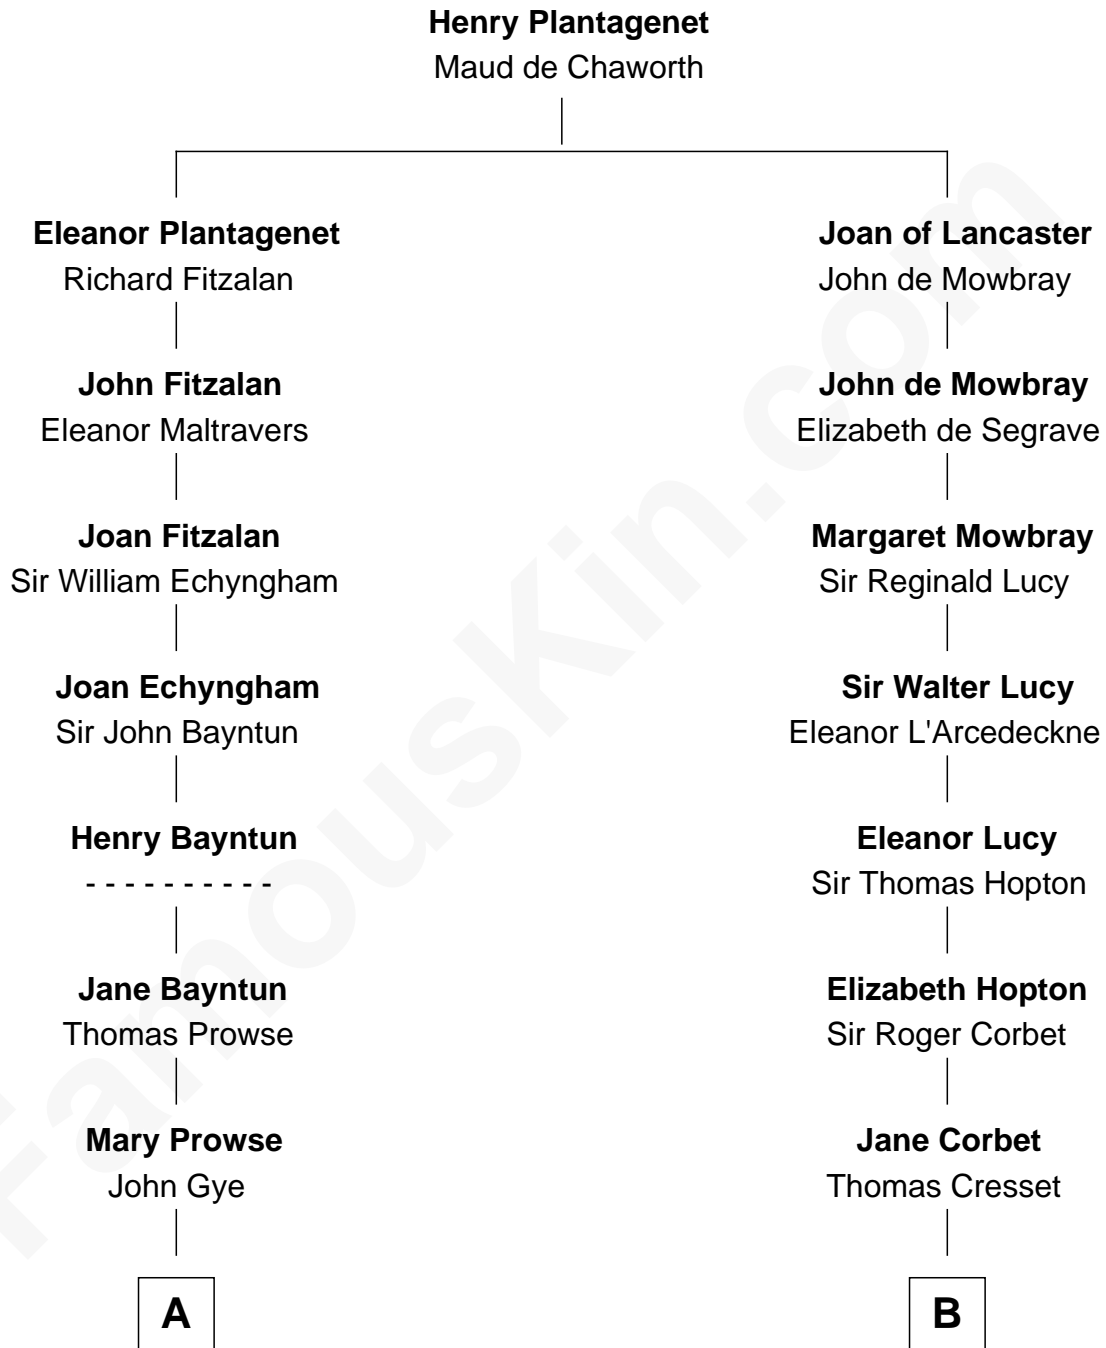 Henry Plantagenet
Maud de Chaworth
Eleanor Plantagenet
Richard Fitzalan
Joan of Lancaster
John de Mowbray
John Fitzalan
Eleanor Maltravers
John de Mowbray
Elizabeth de Segrave
Joan Fitzalan
Sir William Echyngham
Margaret Mowbray
Sir Reginald Lucy
Joan Echyngham
Sir John Bayntun
Sir Walter Lucy
Eleanor L'Arcedeckne
Henry Bayntun
- - - - - - - - - -
Eleanor Lucy
Sir Thomas Hopton
Jane Bayntun
Thomas Prowse
Elizabeth Hopton
Sir Roger Corbet
Mary Prowse
John Gye
Jane Corbet
Thomas Cresset
A
B
FamousKin.com